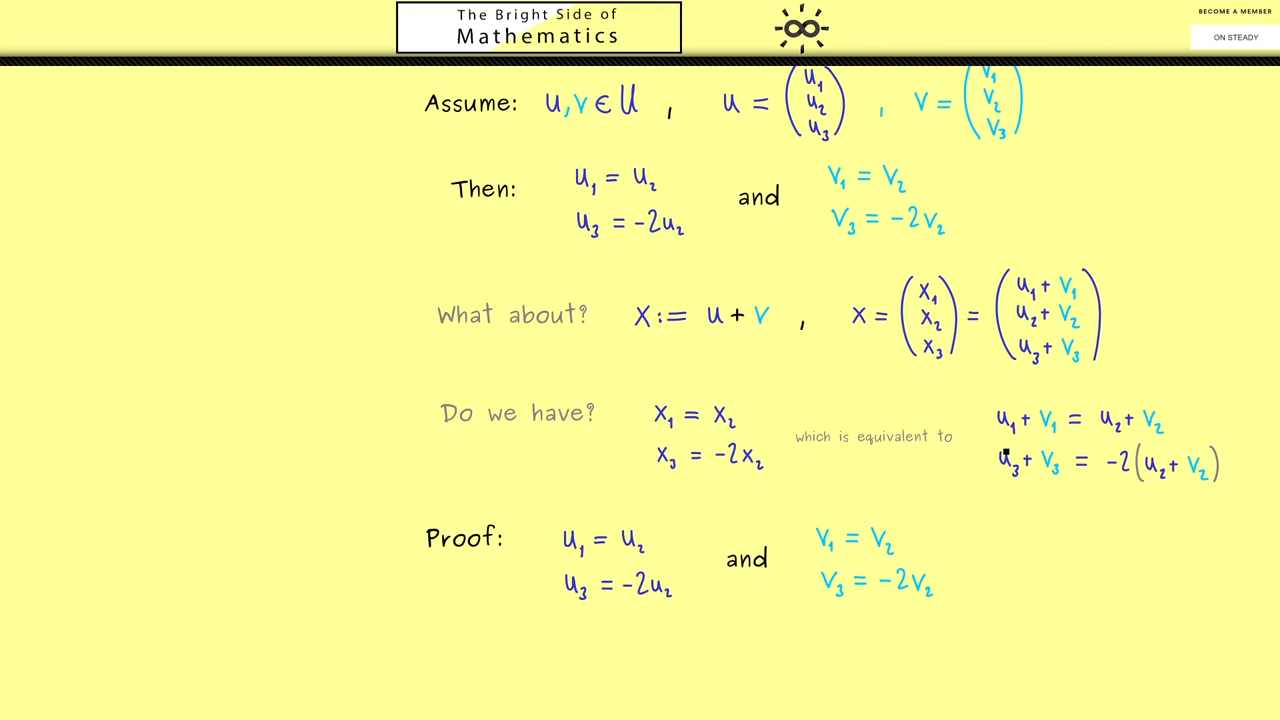 The Bright Side of
Mathematics
BECOME A MEMBER
ON STEADY
Assume: u,v ∈ U , u = (u₁ u₂ u₃) , v = (v₁ v₂ v₃)
Then: u₁ = u₂ and v₁ = v₂
u₃ = -2u₂ v₃ = -2v₂
What about? x := u + v , x = (x₁ x₂ x₃) = (u₁+v₁ u₂+v₂ u₃+v₃)
Do we have? x₁ = x₂ which is equivalent to u₁+v₁ = u₂+v₂
x₃ = -2x₂ u₃+v₃ = -2(u₂+v₂)
Proof: u₁ = u₂ and v₁ = v₂
u₃ = -2u₂ v₃ = -2v₂